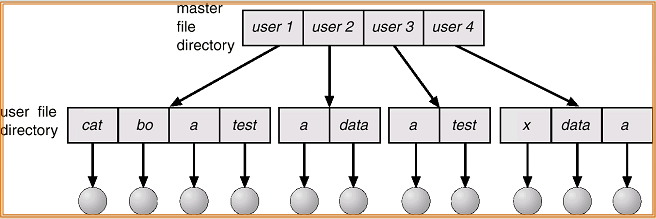 master
file
directory
user 1 user 2 user 3 user 4
user file
directory
cat bo a test a data a test x data a